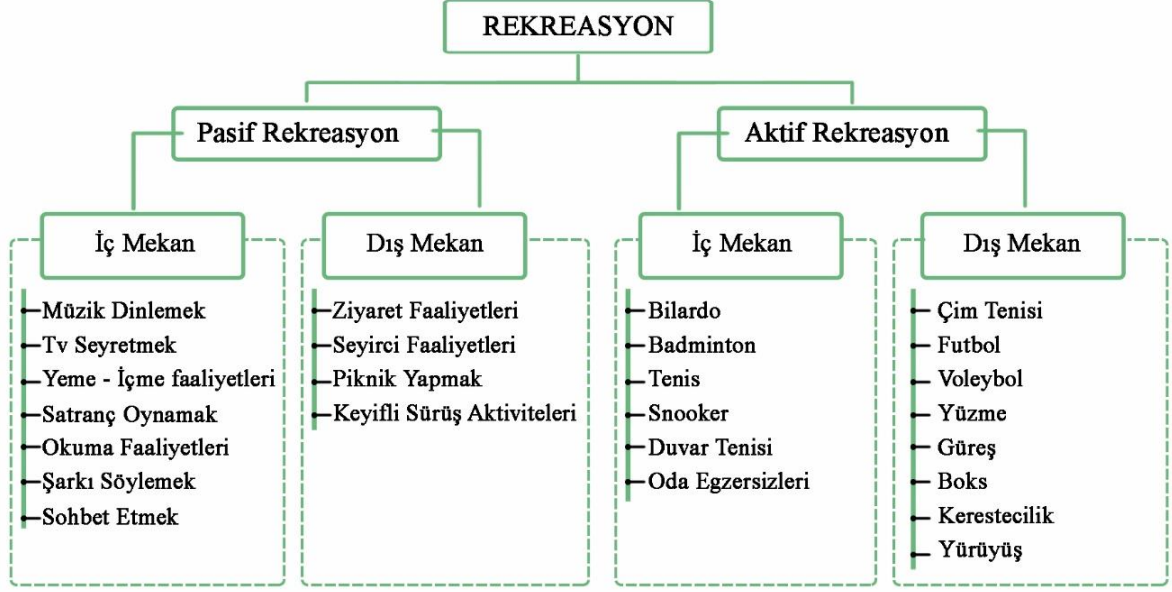 REKREASYON
Pasif Rekreasyon
Aktif Rekreasyon
İç Mekan
Müzik Dinlemek
Tv Seyretmek
Yeme - İçme faaliyetleri
Satranç Oynamak
Okuma Faaliyetleri
Şarkı Söylemek
Sohbet Etmek
Dış Mekan
Ziyaret Faaliyetleri
Seyirci Faaliyetleri
Piknik Yapmak
Keyifli Sürüş Aktiviteleri
İç Mekan
Bilardo
Badminton
Tenis
Snooker
Duvar Tenisi
Oda Egzersizleri
Dış Mekan
Çim Tenisi
Futbol
Voleybol
Yüzme
Güreş
Boks
Kerestecilik
Yürüyüş